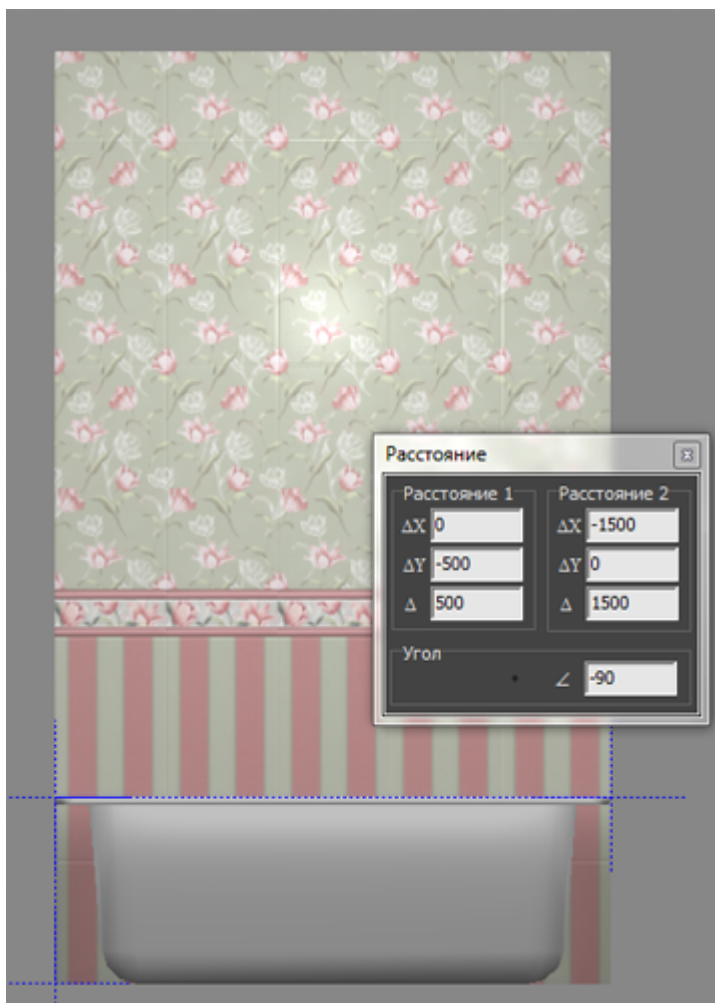 Расстояние
Расстояние 1 Расстояние 2
ΔX 0 ΔX -1500
ΔY -500 ΔY 0
Δ 500 Δ 1500
Угол
∠ -90